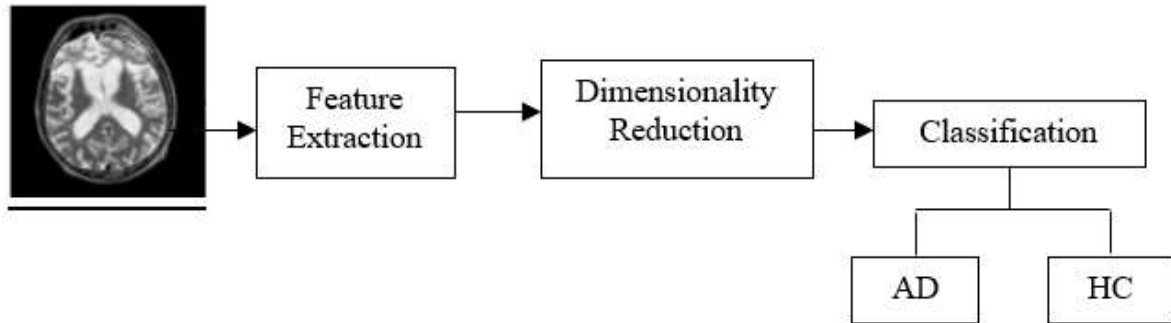 Feature
Extraction
Dimensionality
Reduction
Classification
AD
HC